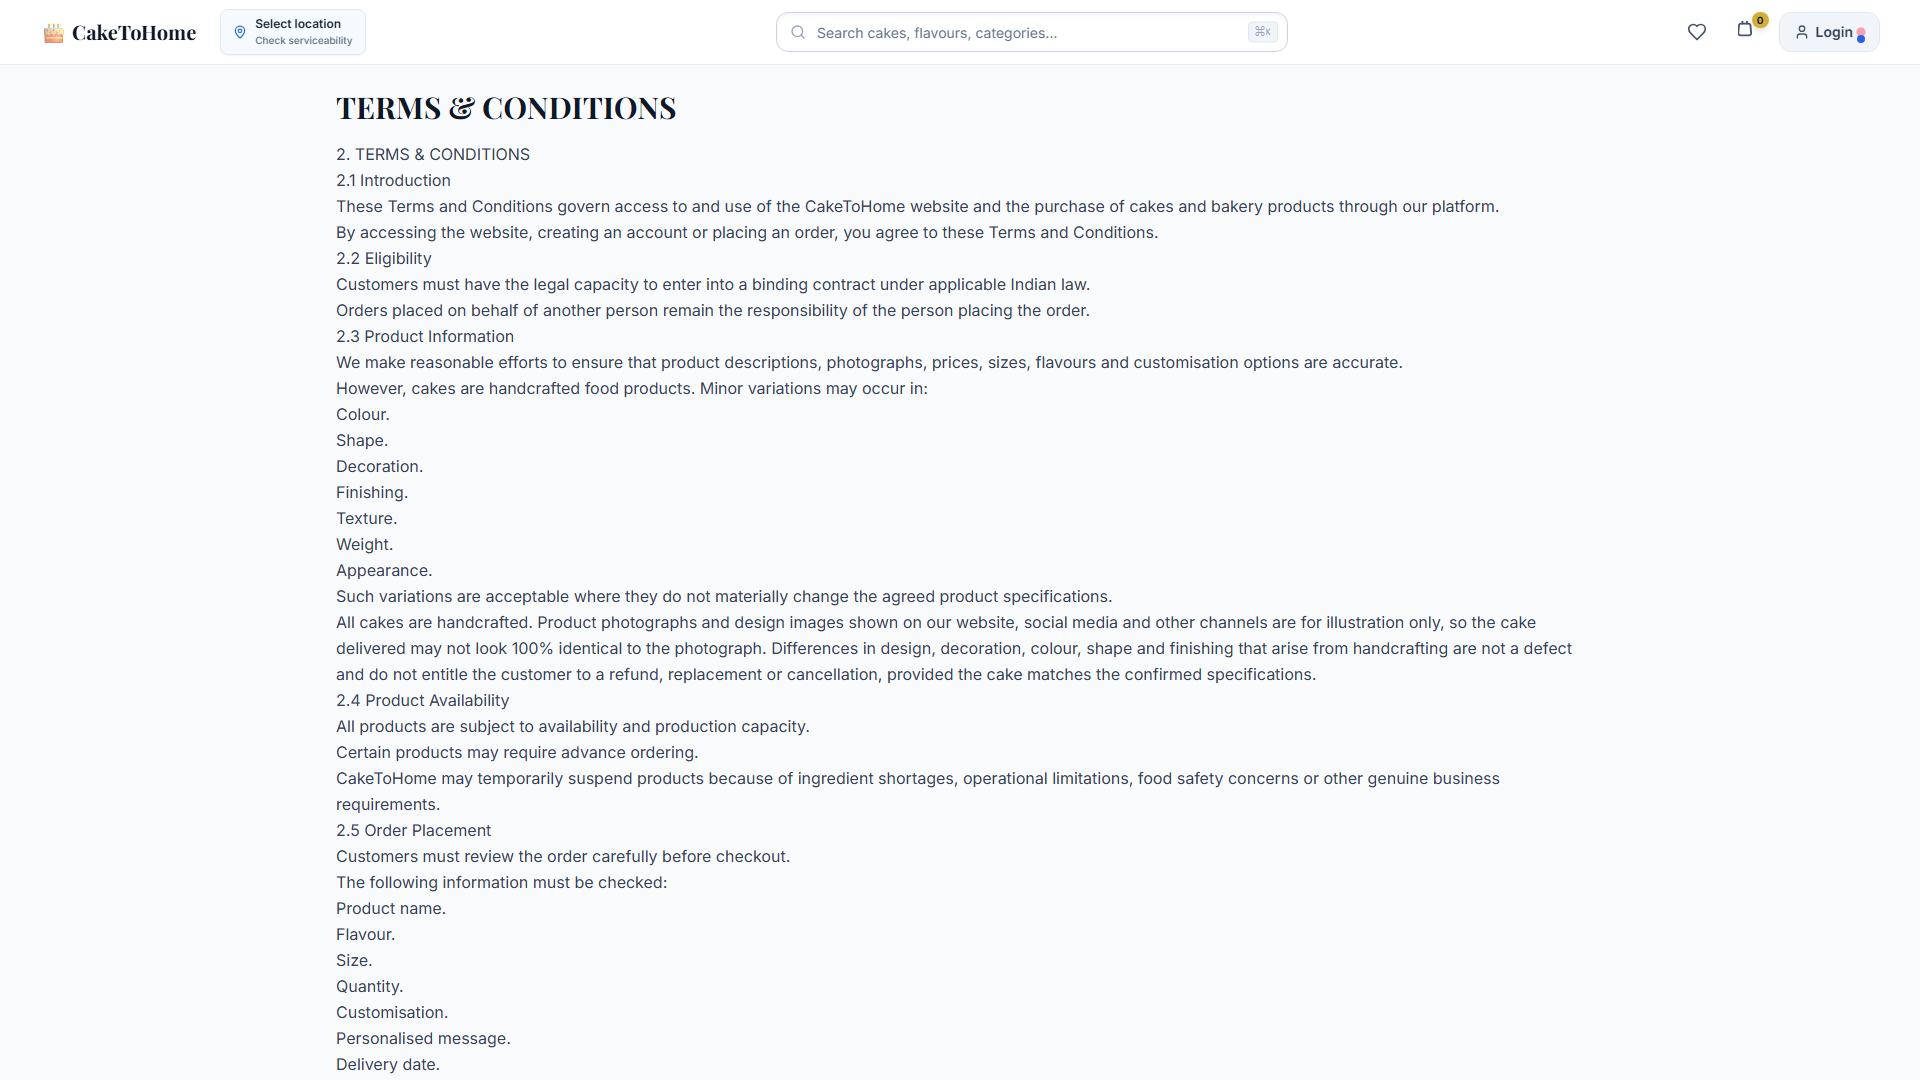 CakeToHome
Select location
Check serviceability
Search cakes, flavours, categories...
⌘K
0
Login
TERMS & CONDITIONS
2. TERMS & CONDITIONS
2.1 Introduction
These Terms and Conditions govern access to and use of the CakeToHome website and the purchase of cakes and bakery products through our platform.
By accessing the website, creating an account or placing an order, you agree to these Terms and Conditions.
2.2 Eligibility
Customers must have the legal capacity to enter into a binding contract under applicable Indian law.
Orders placed on behalf of another person remain the responsibility of the person placing the order.
2.3 Product Information
We make reasonable efforts to ensure that product descriptions, photographs, prices, sizes, flavours and customisation options are accurate.
However, cakes are handcrafted food products. Minor variations may occur in:
Colour.
Shape.
Decoration.
Finishing.
Texture.
Weight.
Appearance.
Such variations are acceptable where they do not materially change the agreed product specifications.
All cakes are handcrafted. Product photographs and design images shown on our website, social media and other channels are for illustration only, so the cake
delivered may not look 100% identical to the photograph. Differences in design, decoration, colour, shape and finishing that arise from handcrafting are not a defect
and do not entitle the customer to a refund, replacement or cancellation, provided the cake matches the confirmed specifications.
2.4 Product Availability
All products are subject to availability and production capacity.
Certain products may require advance ordering.
CakeToHome may temporarily suspend products because of ingredient shortages, operational limitations, food safety concerns or other genuine business
requirements.
2.5 Order Placement
Customers must review the order carefully before checkout.
The following information must be checked:
Product name.
Flavour.
Size.
Quantity.
Customisation.
Personalised message.
Delivery date.